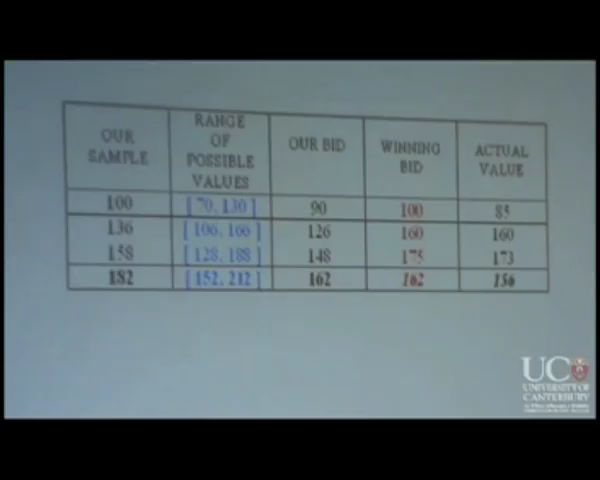 OUR SAMPLE
RANGE OF POSSIBLE VALUES
OUR BID
WINNING BID
ACTUAL VALUE
100 [ 70, 130 ] 90 100 85
136 [ 106, 166 ] 126 160 160
158 [ 128, 188 ] 148 175 173
182 [ 152, 212 ] 162 162 156
UC
UNIVERSITY OF
CANTERBURY